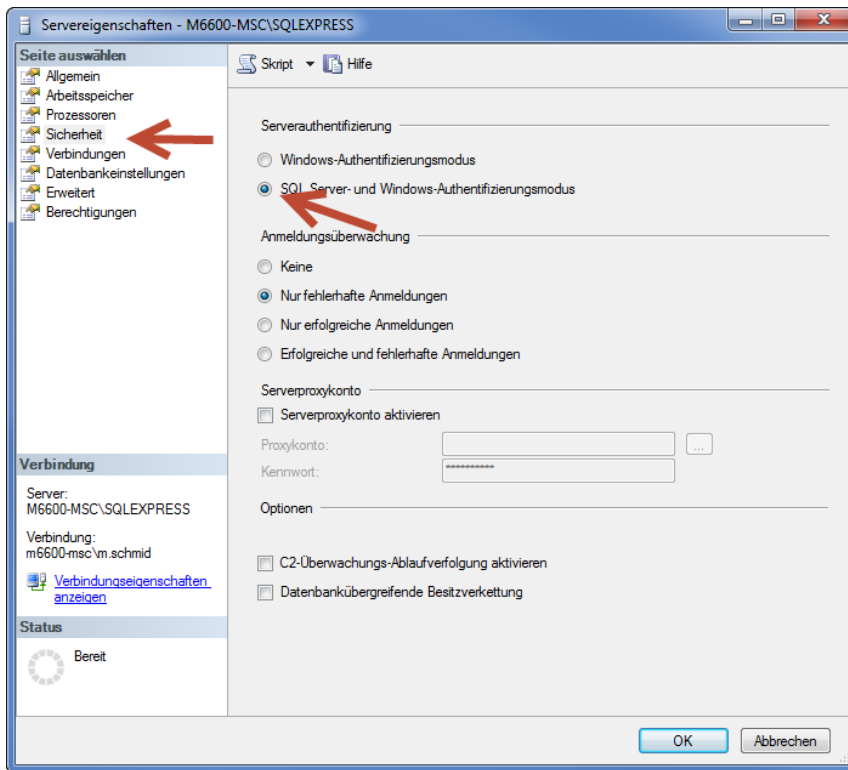 Servereigenschaften - M6600-MSC\SQLEXPRESS
Seite auswählen
Allgemein
Arbeitsspeicher
Prozessoren
Sicherheit
Verbindungen
Datenbankeinstellungen
Erweitert
Berechtigungen
Skript
Hilfe
Serverauthentifizierung
Windows-Authentifizierungsmodus
SQL Server- und Windows-Authentifizierungsmodus
Anmeldungsüberwachung
Keine
Nur fehlerhafte Anmeldungen
Nur erfolgreiche Anmeldungen
Erfolgreiche und fehlerhafte Anmeldungen
Serverproxykonto
Serverproxykonto aktivieren
Proxykonto:
...
Kennwort:
**********
Optionen
C2-Überwachungs-Ablaufverfolgung aktivieren
Datenbankübergreifende Besitzverkettung
Verbindung
Server:
M6600-MSC\SQLEXPRESS
Verbindung:
m6600-msc\m.schmid
Verbindungseigenschaften
anzeigen
Status
Bereit
OK
Abbrechen